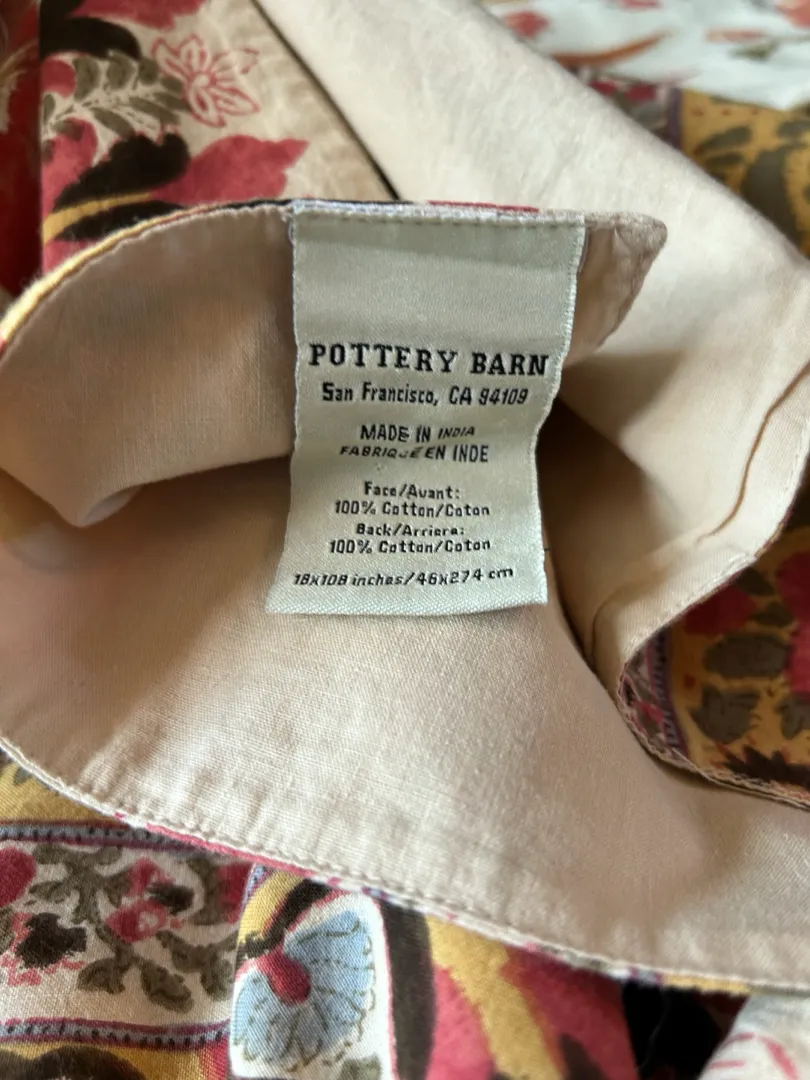 POTTERY BARN
San Francisco, CA 94109
MADE IN INDIA
FABRIQUÉ EN INDE
Face/Avant:
100% Cotton/Coton
Back/Arriere:
100% Cotton/Coton
18x108 inches/46x274 cm